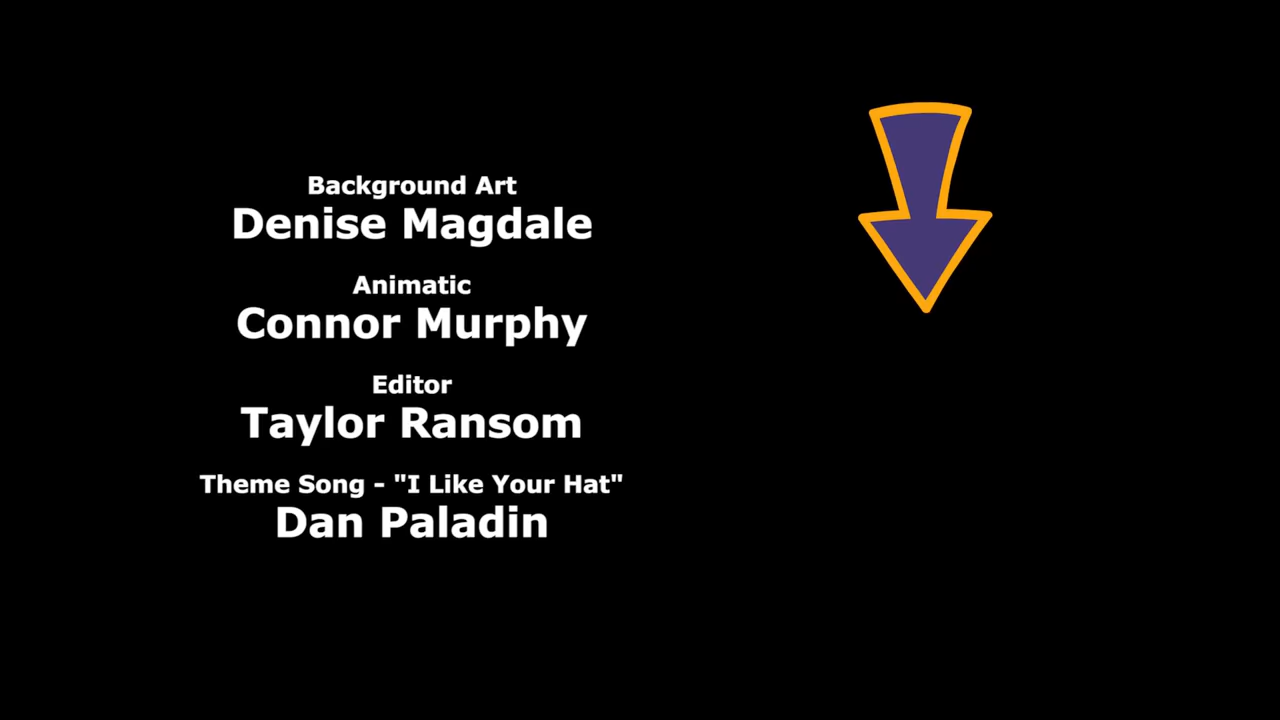 Background Art
Denise Magdale
Animatic
Connor Murphy
Editor
Taylor Ransom
Theme Song - "I Like Your Hat"
Dan Paladin